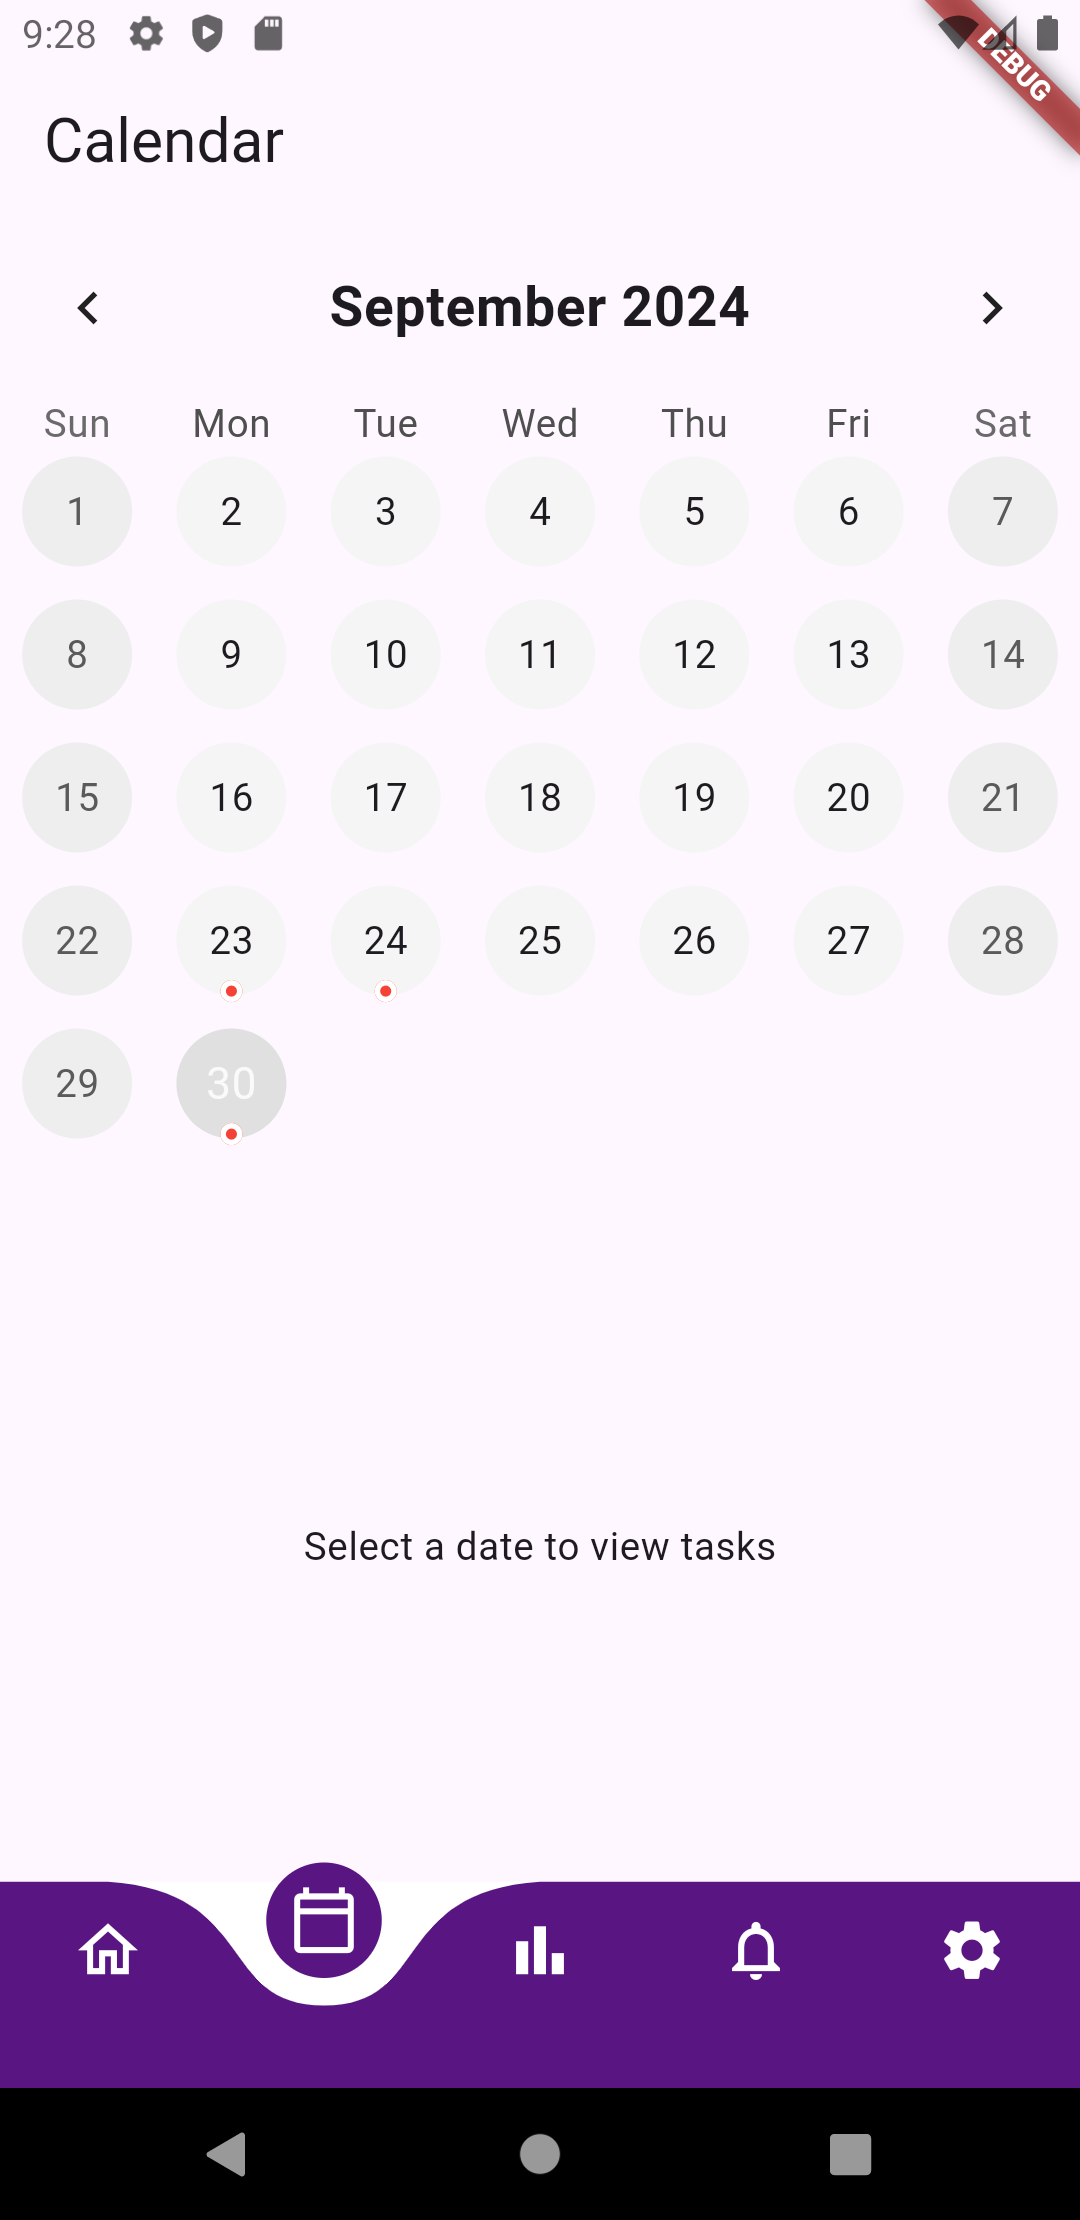 9:28
DEBUG
Calendar
September 2024
Sun Mon Tue Wed Thu Fri Sat
1 2 3 4 5 6 7
8 9 10 11 12 13 14
15 16 17 18 19 20 21
22 23 24 25 26 27 28
29 30
Select a date to view tasks